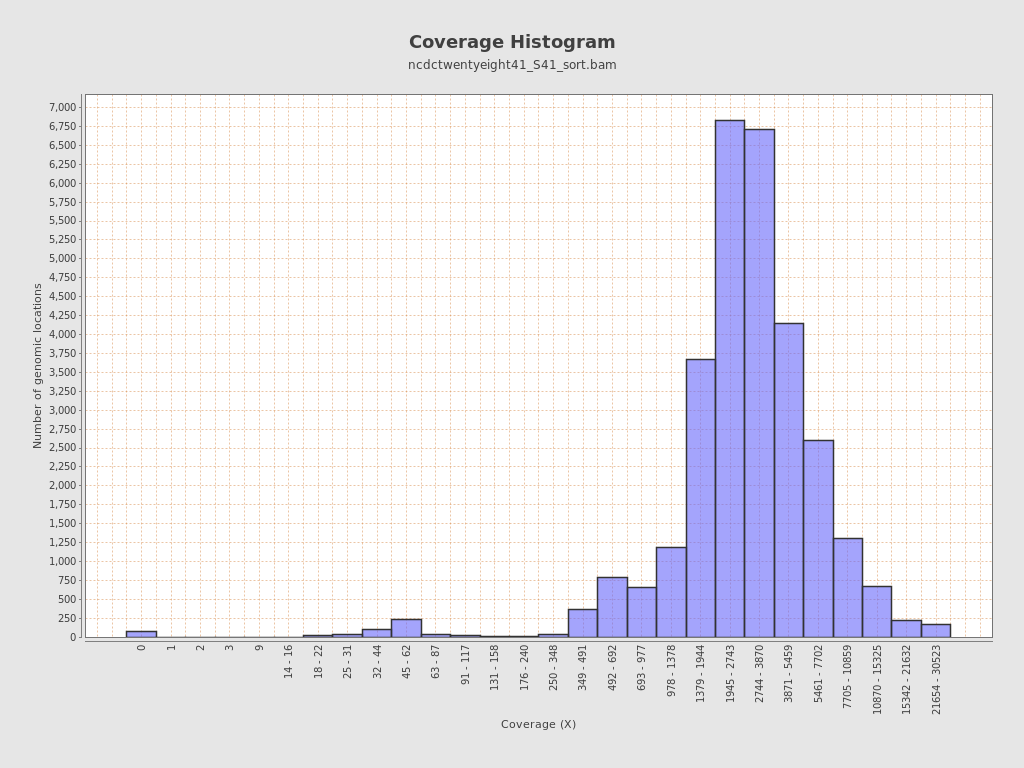 Coverage Histogram
ncdctwentyeight41_S41_sort.bam
Number of genomic locations
7,000
6,750
6,500
6,250
6,000
5,750
5,500
5,250
5,000
4,750
4,500
4,250
4,000
3,750
3,500
3,250
3,000
2,750
2,500
2,250
2,000
1,750
1,500
1,250
1,000
750
500
250
0
0
1
2
3
9
14 - 16
18 - 22
25 - 31
32 - 44
45 - 62
63 - 87
91 - 117
131 - 158
176 - 240
250 - 348
349 - 491
492 - 692
693 - 977
978 - 1378
1379 - 1944
1945 - 2743
2744 - 3870
3871 - 5459
5461 - 7702
7705 - 10859
10870 - 15325
15342 - 21632
21654 - 30523
Coverage (X)